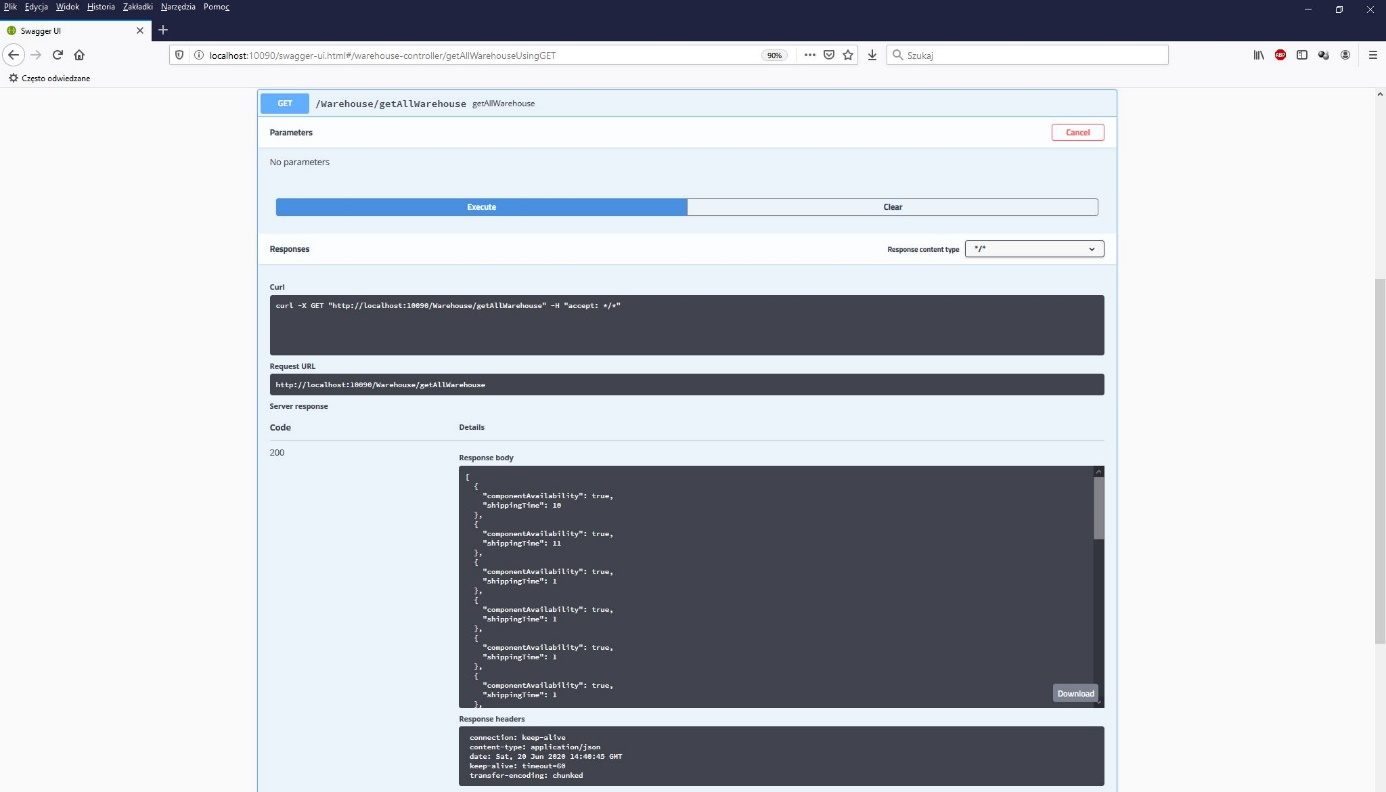 Plik Edycja Widok Historia Zakładki Narzędzia Pomoc
Swagger UI
localhost:10090/swagger-ui.html#/warehouse-controller/getAllWarehouseUsingGET 90% Szukaj
Często odwiedzane
GET /Warehouse/getAllWarehouse getAllWarehouse
Parameters Cancel
No parameters
Execute Clear
Responses Response content type */*
Curl
curl -X GET "http://localhost:10090/Warehouse/getAllWarehouse" -H "accept: */*"
Request URL
http://localhost:10090/Warehouse/getAllWarehouse
Server response
Code Details
200
Response body
[
{
"componentAvailability": true,
"shippingTime": 10
},
{
"componentAvailability": true,
"shippingTime": 11
},
{
"componentAvailability": true,
"shippingTime": 1
},
{
"componentAvailability": true,
"shippingTime": 1
},
{
"componentAvailability": true,
"shippingTime": 1
},
{
"componentAvailability": true,
"shippingTime": 1
},
Download
Response headers
connection: keep-alive
content-type: application/json
date: Sat, 20 Jun 2020 14:40:45 GMT
keep-alive: timeout=60
transfer-encoding: chunked